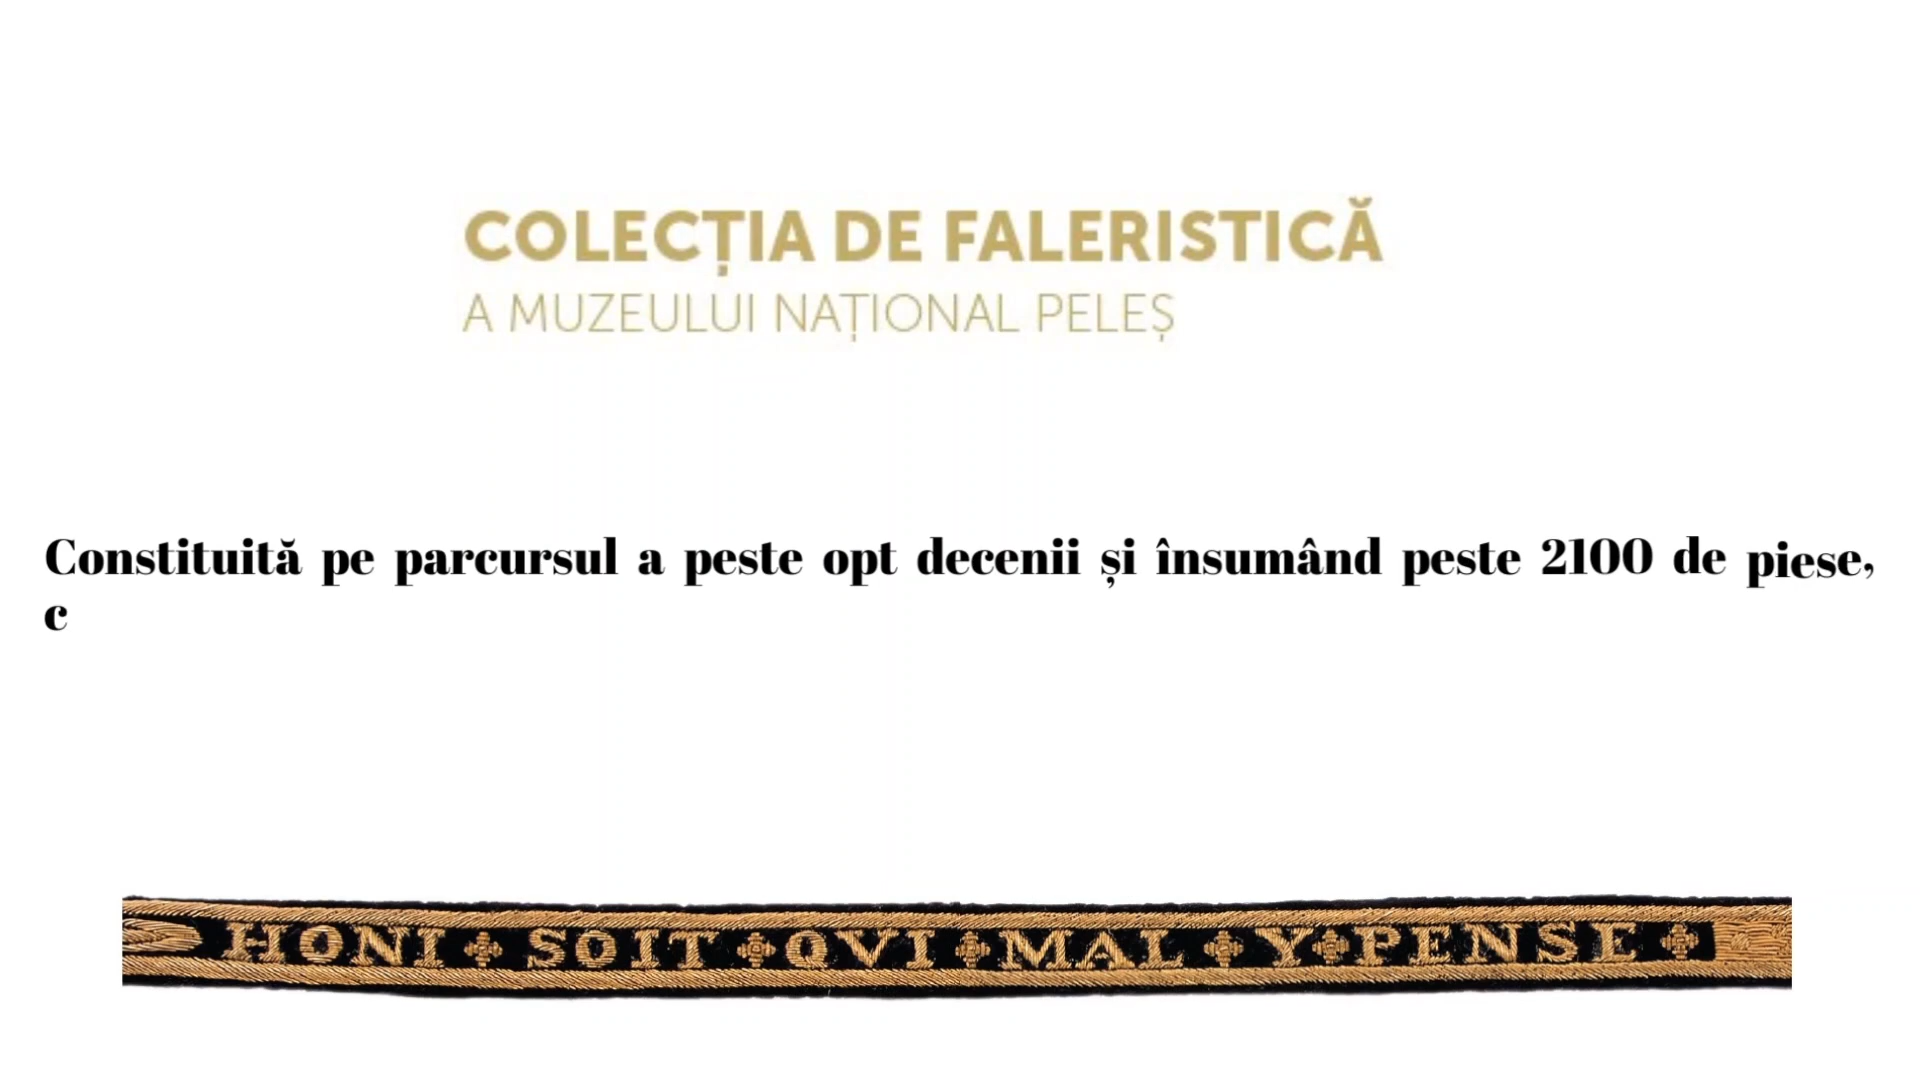 COLECȚIA DE FALERISTICĂ
A MUZEULUI NAȚIONAL PELEȘ
Constituită pe parcursul a peste opt decenii și însumând peste 2100 de piese,
c
HONI SOIT QVI MAL Y PENSE